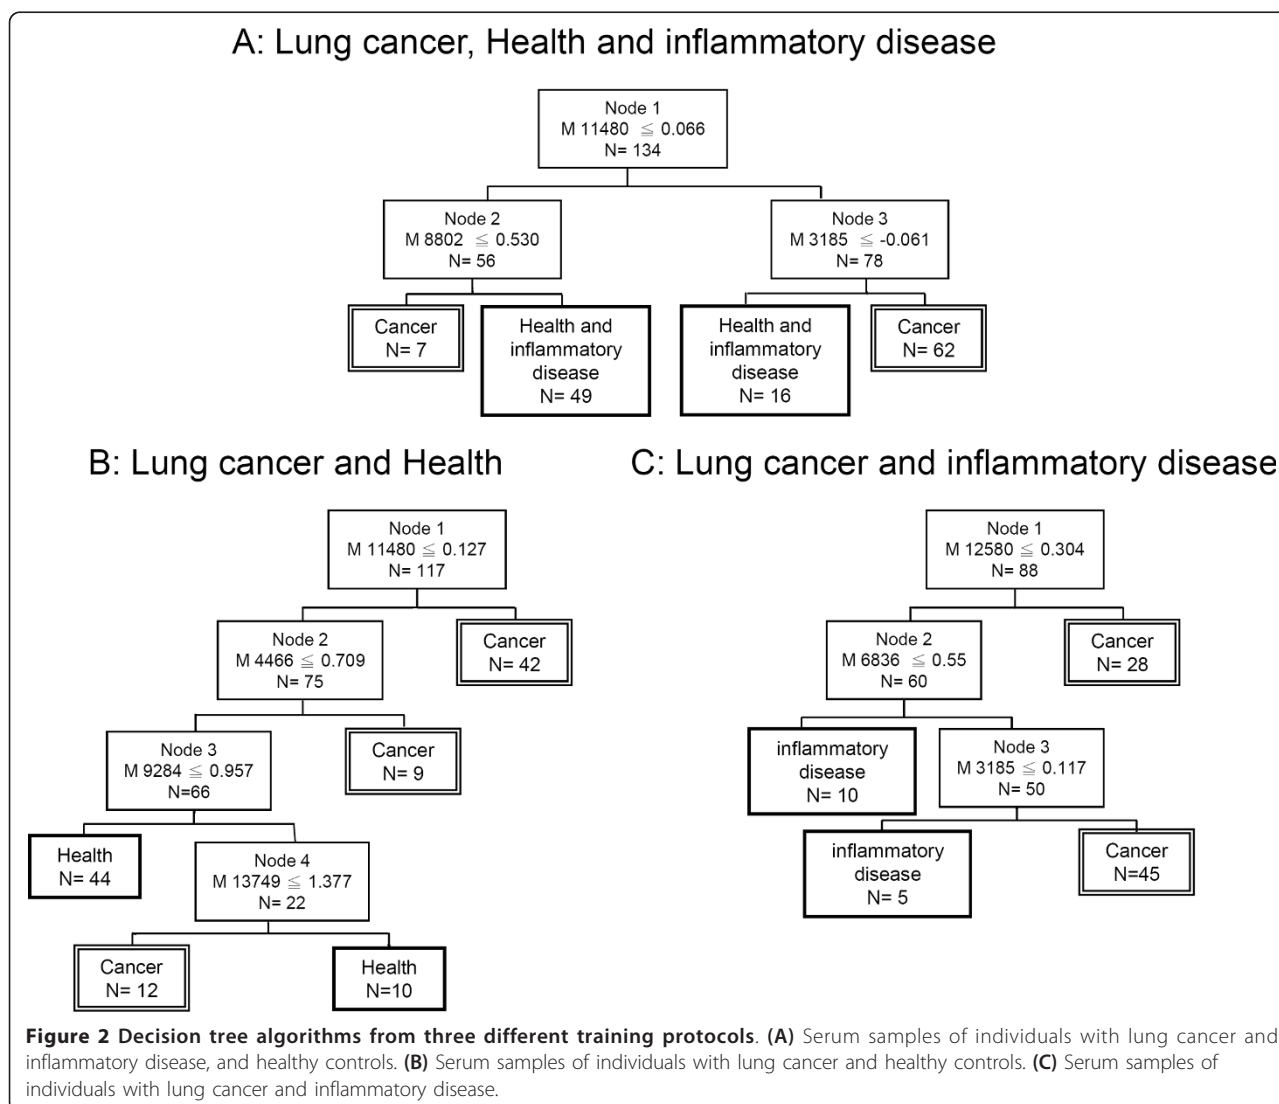 A: Lung cancer, Health and inflammatory disease
Node 1
M 11480 ≦ 0.066
N= 134
Node 2
M 8802 ≦ 0.530
N= 56
Node 3
M 3185 ≦ -0.061
N= 78
Cancer
N= 7
Health and
inflammatory
disease
N= 49
Health and
inflammatory
disease
N= 16
Cancer
N= 62
B: Lung cancer and Health
Node 1
M 11480 ≦ 0.127
N= 117
Node 2
M 4466 ≦ 0.709
N= 75
Cancer
N= 42
Node 3
M 9284 ≦ 0.957
N=66
Cancer
N= 9
Health
N= 44
Node 4
M 13749 ≦ 1.377
N= 22
Cancer
N= 12
Health
N=10
C: Lung cancer and inflammatory disease
Node 1
M 12580 ≦ 0.304
N= 88
Node 2
M 6836 ≦ 0.55
N= 60
Cancer
N= 28
inflammatory
disease
N= 10
Node 3
M 3185 ≦ 0.117
N= 50
inflammatory
disease
N= 5
Cancer
N=45
Figure 2 Decision tree algorithms from three different training protocols. (A) Serum samples of individuals with lung cancer and
inflammatory disease, and healthy controls. (B) Serum samples of individuals with lung cancer and healthy controls. (C) Serum samples of
individuals with lung cancer and inflammatory disease.